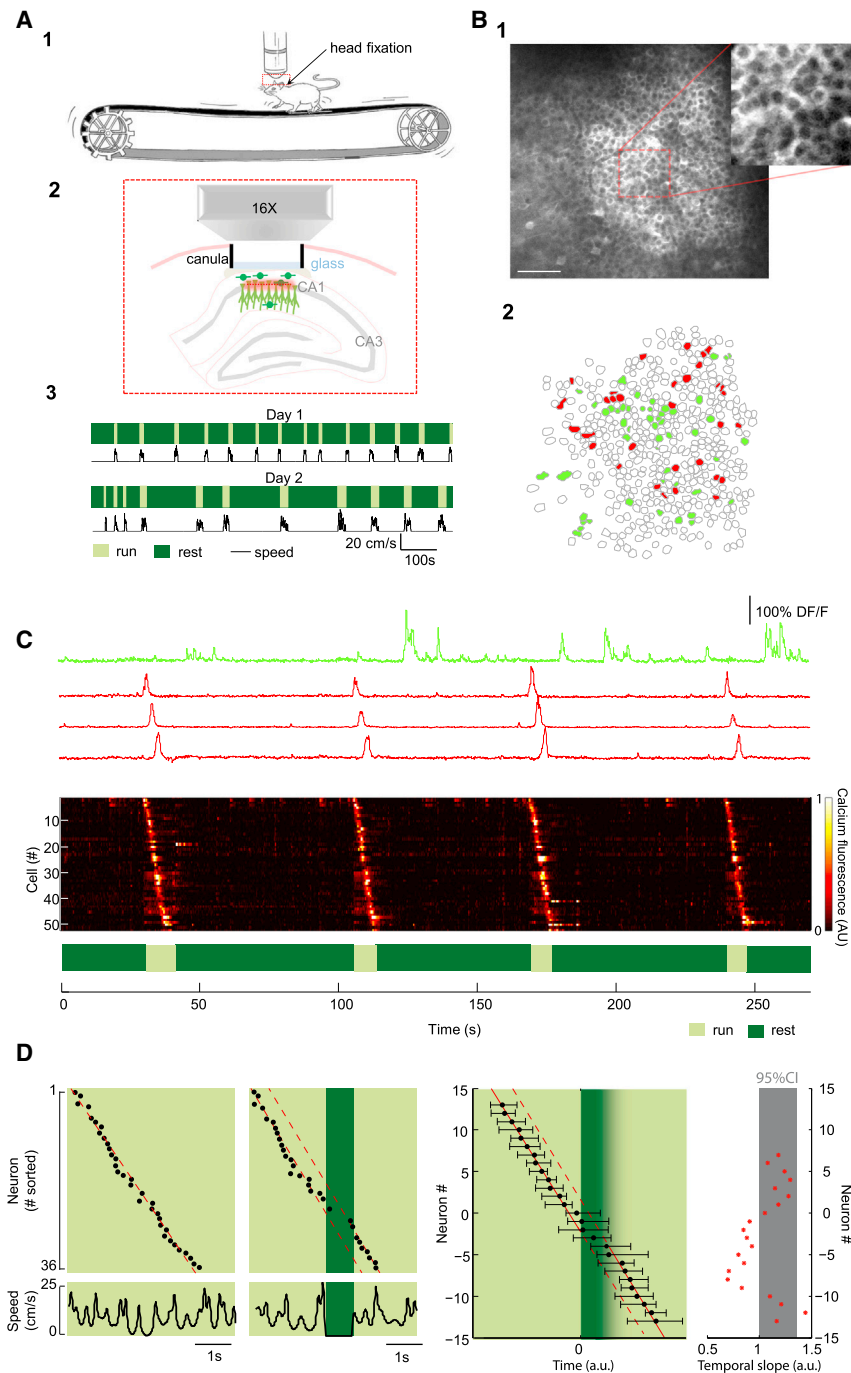 A
1
head fixation
2
16X
canula
glass
CA1
CA3
3
Day 1
Day 2
20 cm/s
100s
run
rest
speed
B
1
2
C
100% DF/F
10
20
30
40
50
Cell (#)
1
0
Calcium fluorescence (AU)
0
50
100
150
200
250
Time (s)
run
rest
D
1
36
Neuron
(# sorted)
25
0
Speed
(cm/s)
1s
1s
15
10
5
0
−5
−10
−15
Neuron #
0
Time (a.u.)
95%CI
15
10
5
0
−5
−10
−15
Neuron #
0.5
1
1.5
Temporal slope (a.u.)